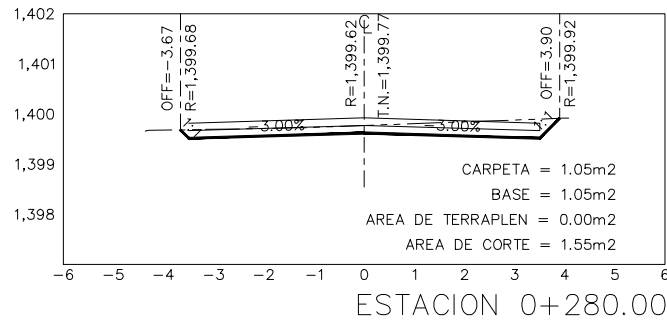 1,402
1,401
1,400
1,399
1,398
OFF=-3.67
R=1,399.68
R=1,399.62
T.N.=1,399.77
OFF=3.90
R=1,399.92
-3.00%
-3.00%
CARPETA = 1.05m2
BASE = 1.05m2
AREA DE TERRAPLEN = 0.00m2
AREA DE CORTE = 1.55m2
-6 -5 -4 -3 -2 -1 0 1 2 3 4 5 6
ESTACION 0+280.00